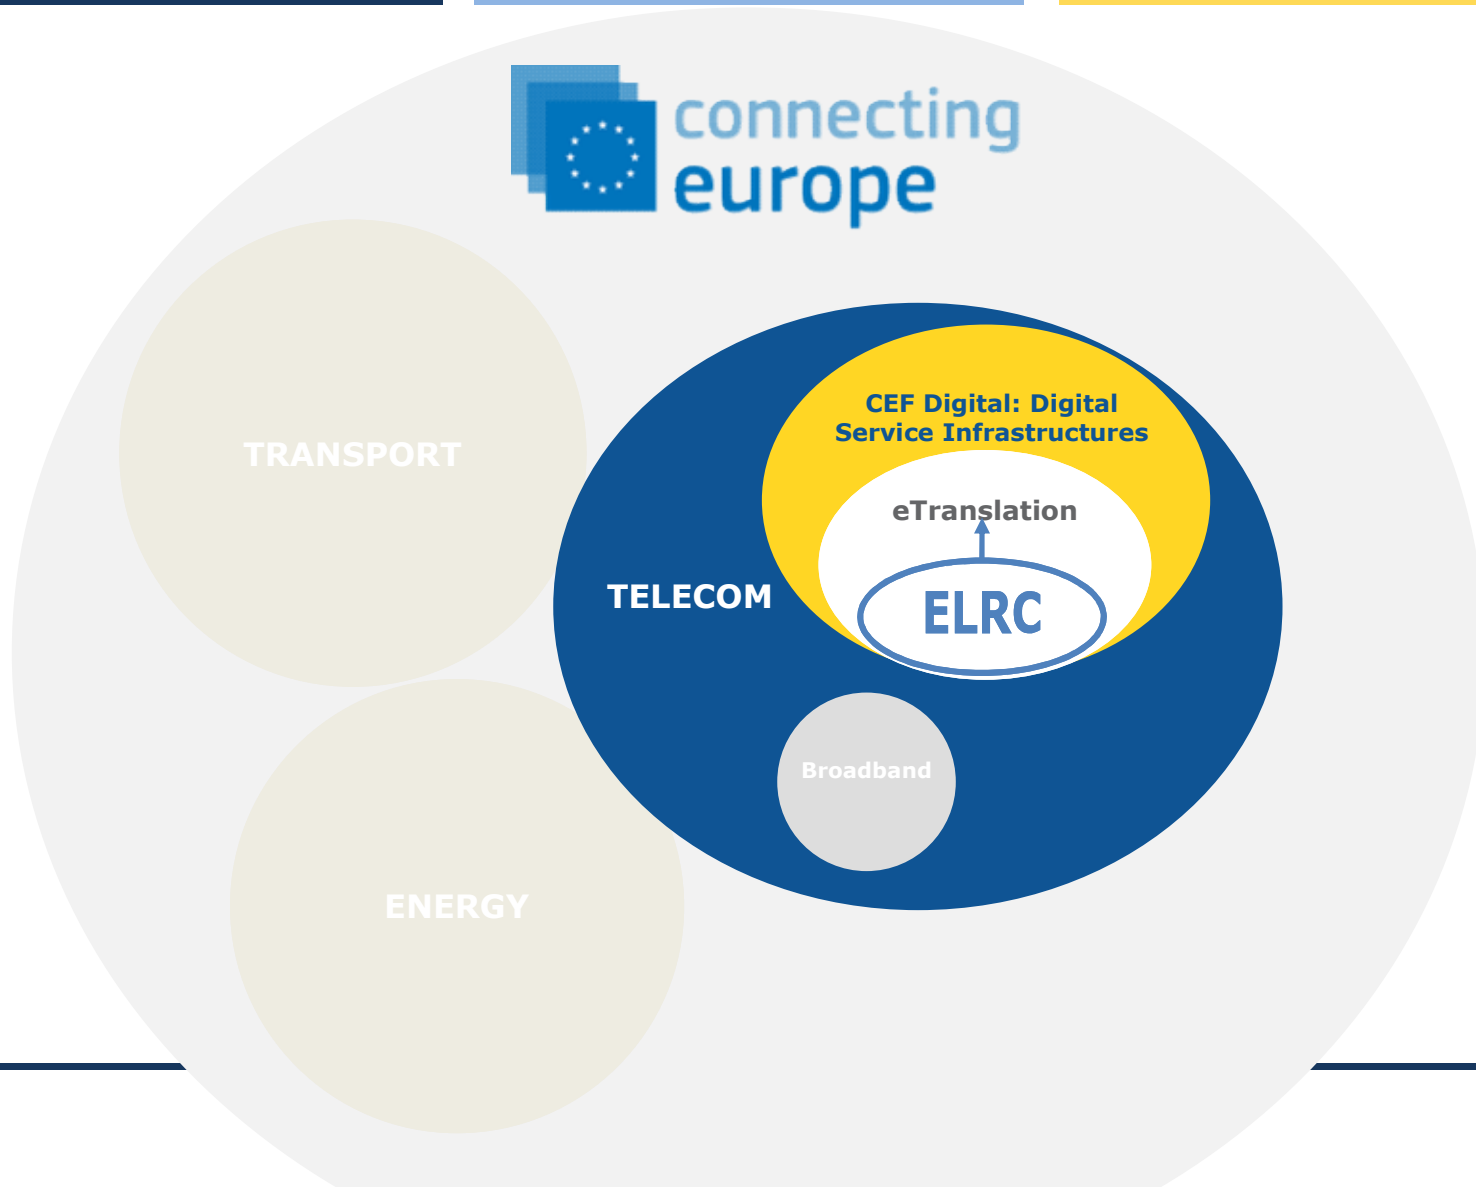 connecting
europe
TRANSPORT
CEF Digital: Digital
Service Infrastructures
eTranslation
TELECOM
ELRC
Broadband
ENERGY